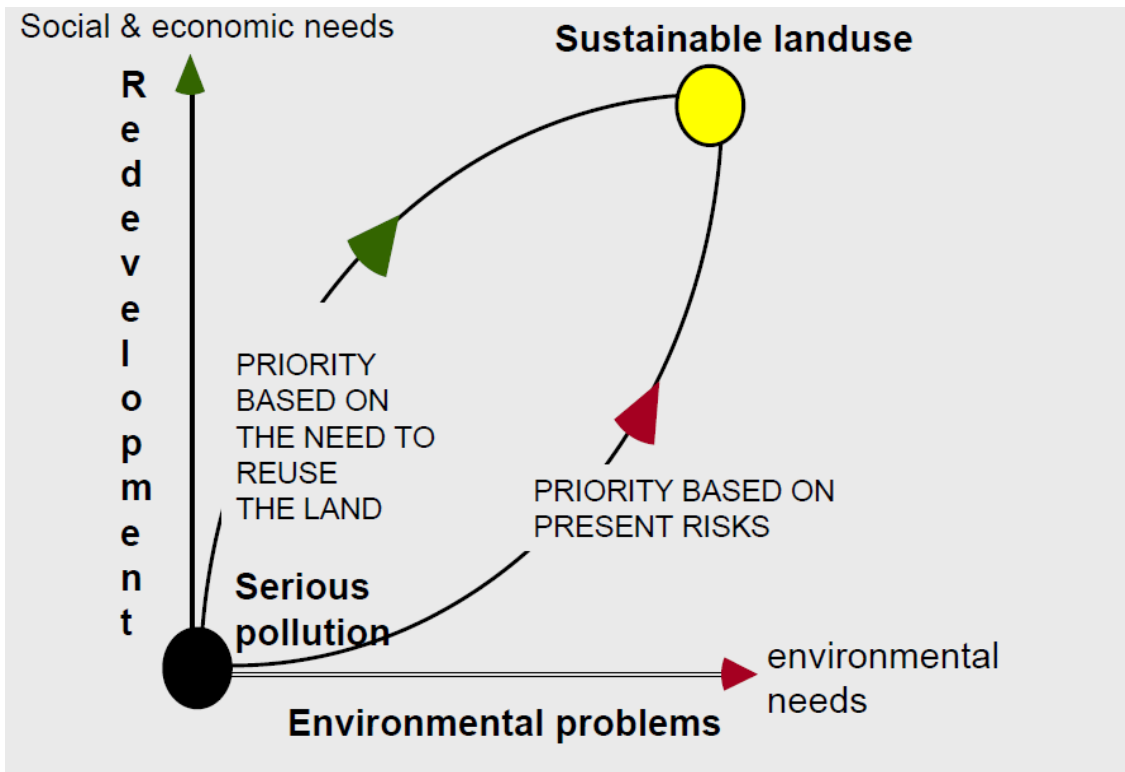 Social & economic needs
Sustainable landuse
Redevelopment
PRIORITY
BASED ON
THE NEED TO
REUSE
THE LAND
PRIORITY BASED ON
PRESENT RISKS
Serious
pollution
environmental
needs
Environmental problems